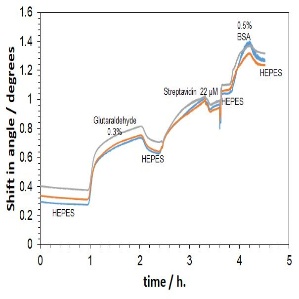 1.6
1.4
1.2
1
0.8
0.6
0.4
0.2
0
Shift in angle / degrees
0.5%
BSA
HEPES
Streptavidin 22 µM
HEPES
Glutaraldehyde
0.3%
HEPES
HEPES
0 1 2 3 4 5
time / h.